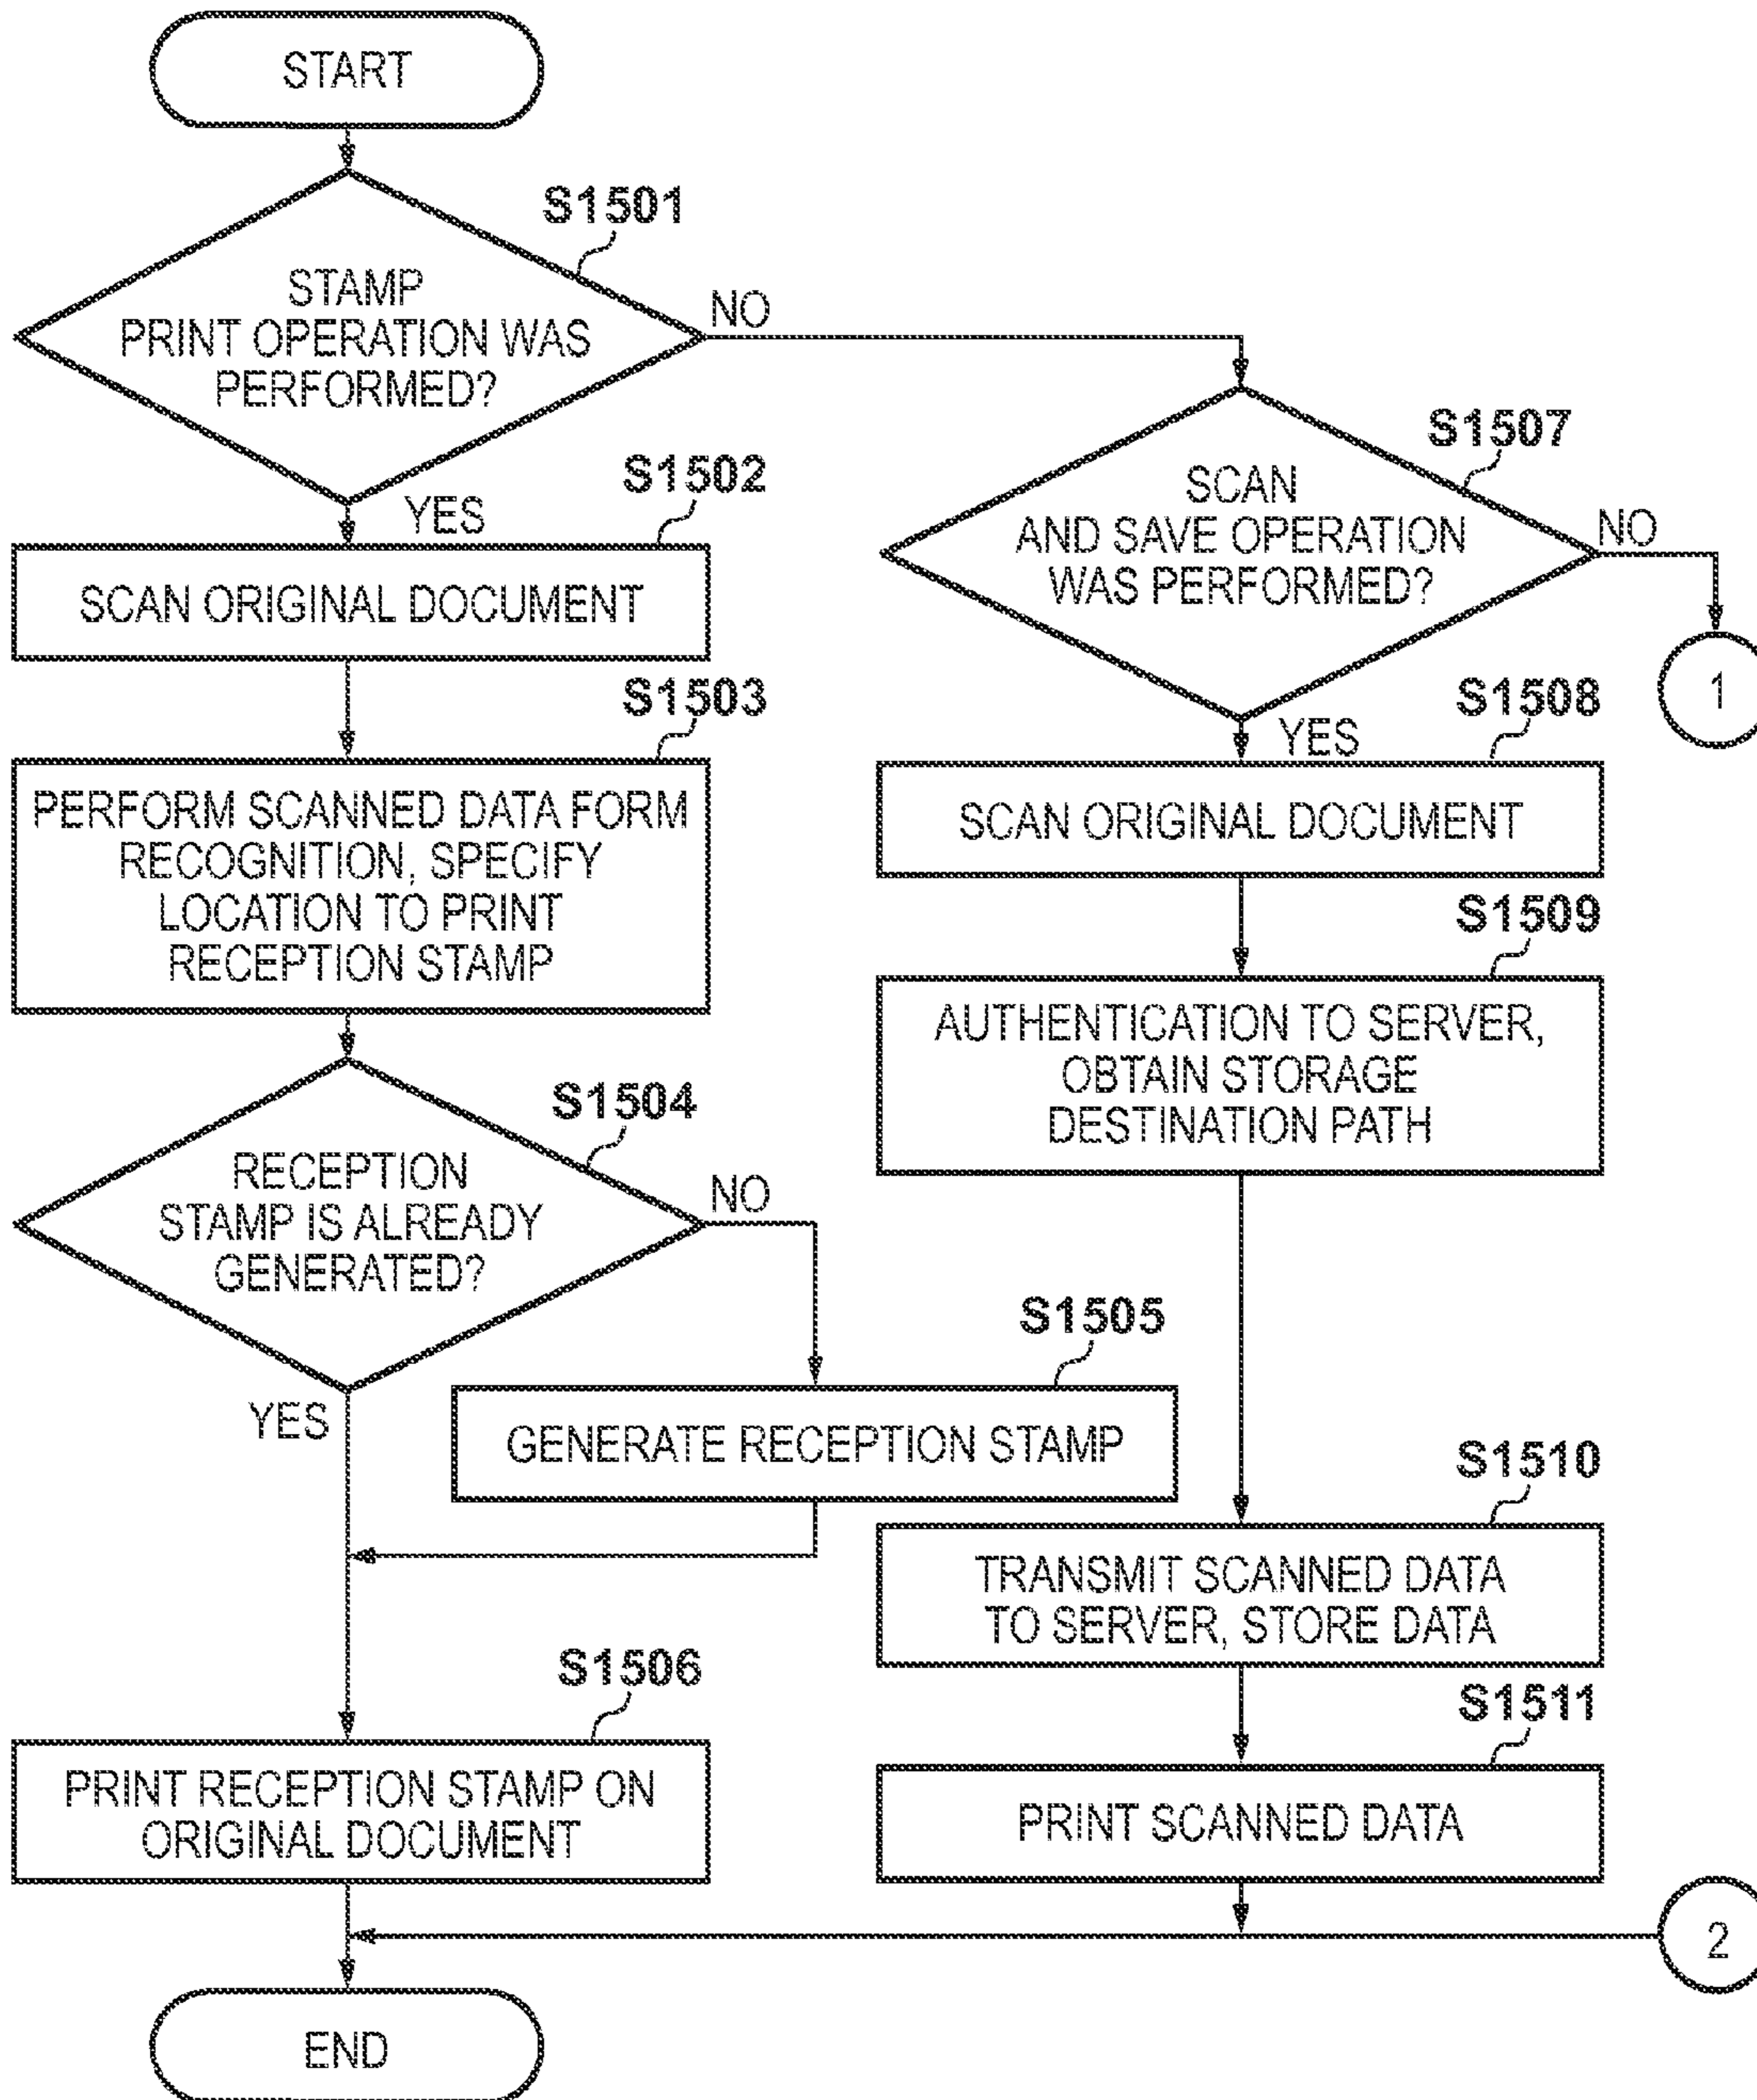 START
S1501
STAMP
PRINT OPERATION WAS
PERFORMED?
NO
YES
S1502
SCAN ORIGINAL DOCUMENT
S1503
PERFORM SCANNED DATA FORM
RECOGNITION, SPECIFY
LOCATION TO PRINT
RECEPTION STAMP
S1504
RECEPTION
STAMP IS ALREADY
GENERATED?
NO
YES
S1505
GENERATE RECEPTION STAMP
S1506
PRINT RECEPTION STAMP ON
ORIGINAL DOCUMENT
END
S1507
SCAN
AND SAVE OPERATION
WAS PERFORMED?
NO
1
YES
S1508
SCAN ORIGINAL DOCUMENT
S1509
AUTHENTICATION TO SERVER,
OBTAIN STORAGE
DESTINATION PATH
S1510
TRANSMIT SCANNED DATA
TO SERVER, STORE DATA
S1511
PRINT SCANNED DATA
2